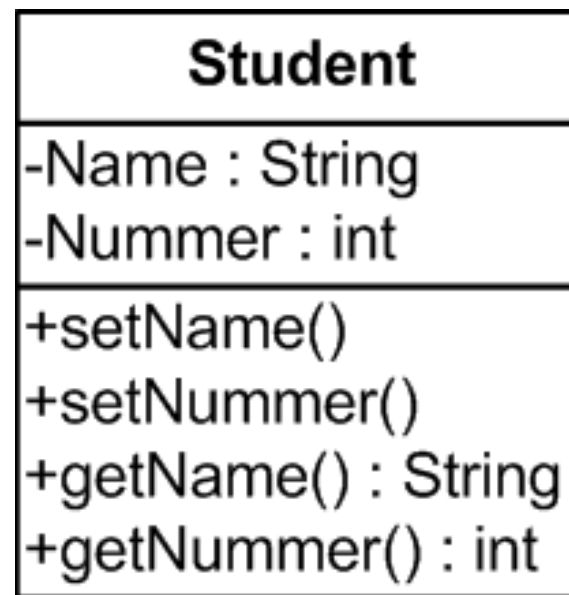 Student
-Name : String
-Nummer : int
+setName()
+setNummer()
+getName() : String
+getNummer() : int